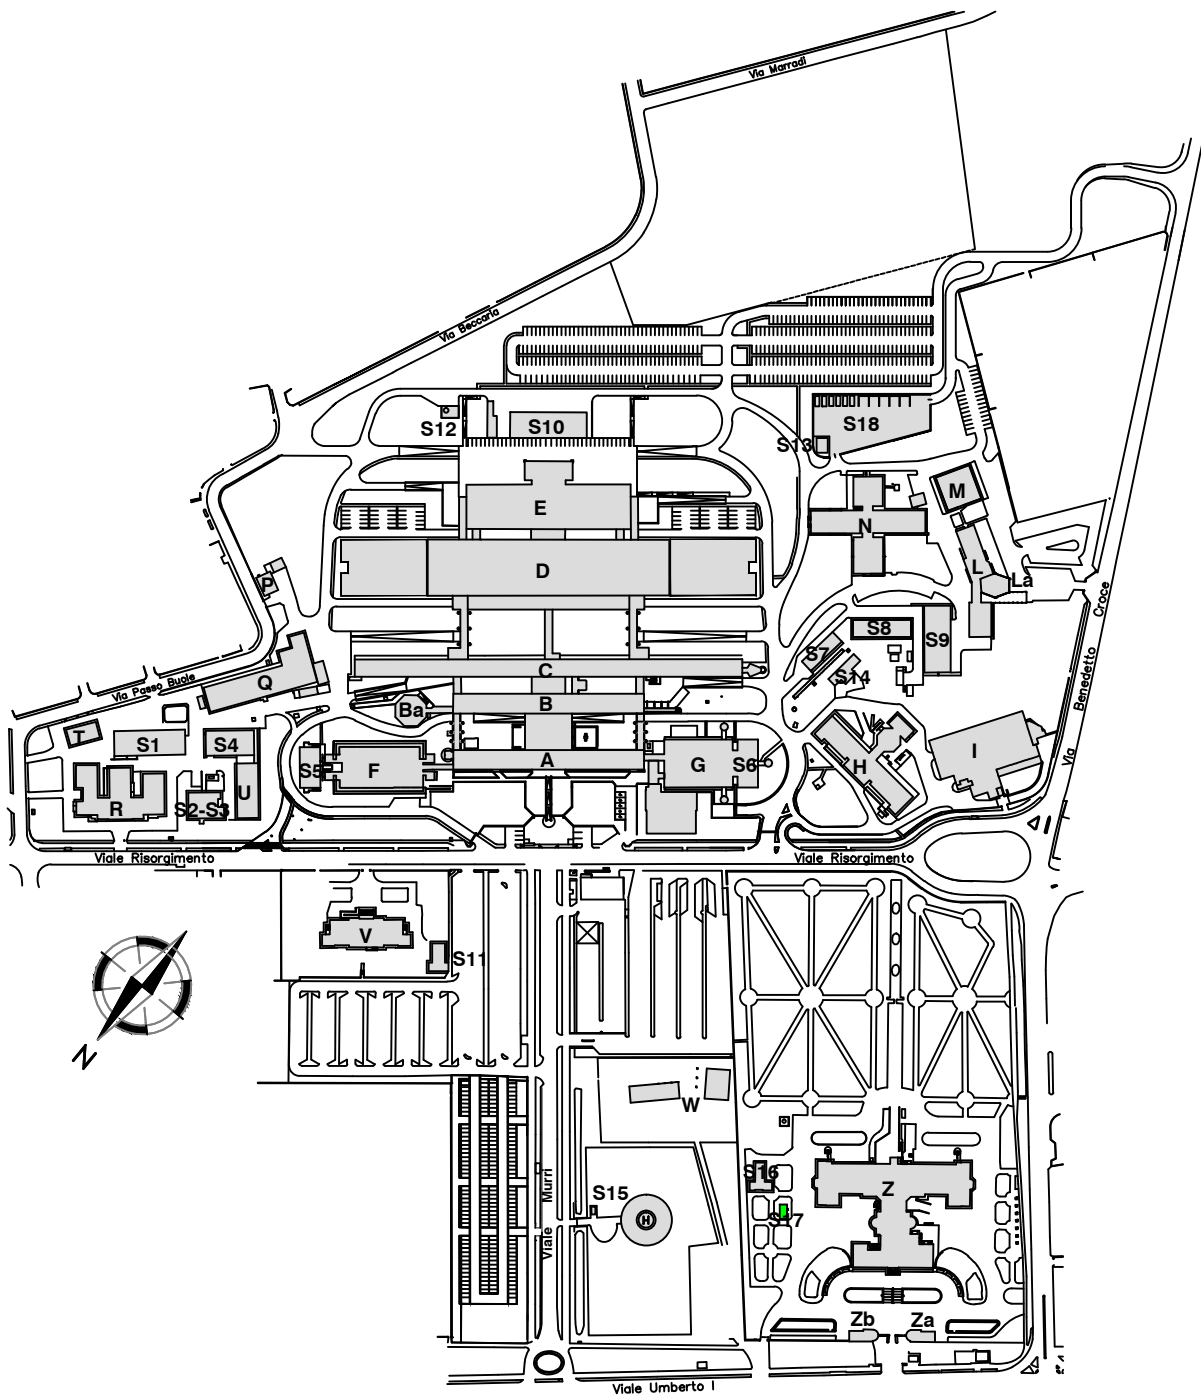 Via Marradi
Via Beccaria
S12
S10
S18
S13
E
M
N
D
L
La
P
Croce
S8
S9
S7
S14
C
Q
Via Passo Buole
B
Ba
Benedetto
T
S1
S4
A
I
Via
S5
F
G
S6
H
R
S2-S3
U
Viale Risorgimento
Viale Risorgimento
V
S11
N
W
S16
Z
S15
Murri
H
S17
Viale
Zb
Za
Viale Umberto I